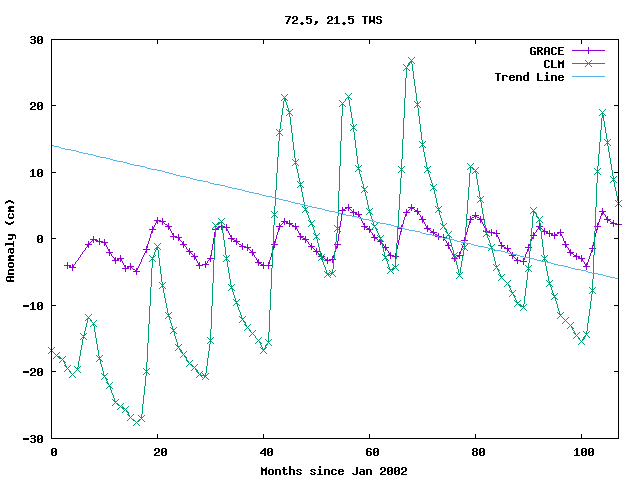 72.5, 21.5 TWS
GRACE
CLM
Trend Line
30
20
10
0
-10
-20
-30
Anomaly (cm)
0 20 40 60 80 100
Months since Jan 2002